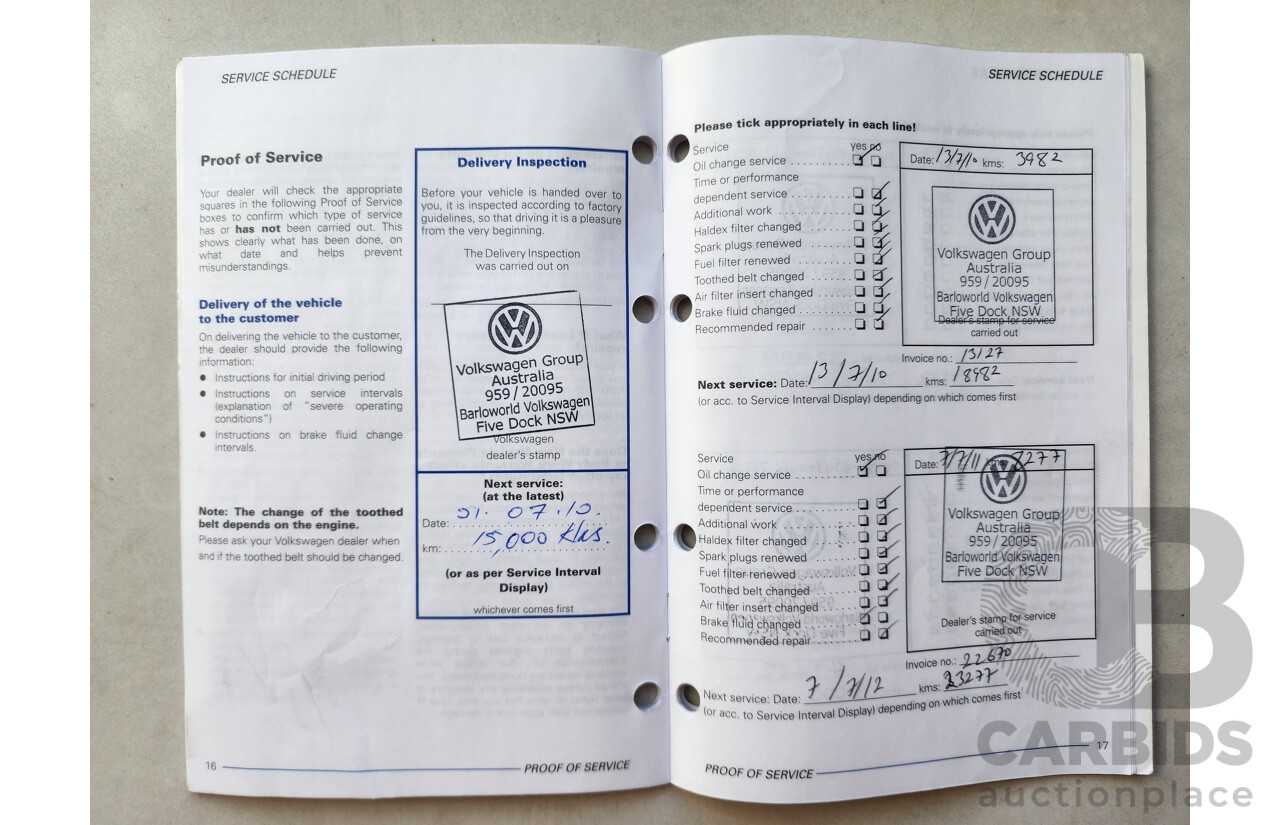 SERVICE SCHEDULE
Proof of Service
Your dealer will check the appropriate
squares in the following Proof of Service
boxes to confirm which type of service
has or has not been carried out. This
shows clearly what has been done, on
what date and helps prevent
misunderstandings.
Delivery of the vehicle
to the customer
On delivering the vehicle to the customer,
the dealer should provide the following
information:
● Instructions for initial driving period
● Instructions on service intervals
(explanation of "severe operating
conditions")
● Instructions on brake fluid change
intervals.
Note: The change of the toothed
belt depends on the engine.
Please ask your Volkswagen dealer when
and if the toothed belt should be changed.
Delivery Inspection
Before your vehicle is handed over to
you, it is inspected according to factory
guidelines, so that driving it is a pleasure
from the very beginning.
The Delivery Inspection
was carried out on
Volkswagen Group
Australia
959 / 20095
Barloworld Volkswagen
Five Dock NSW
Volkswagen
dealer's stamp
Next service:
(at the latest)
Date: 01.07.10.
km: 15,000 Klms.
(or as per Service Interval
Display)
whichever comes first
16 PROOF OF SERVICE
SERVICE SCHEDULE
Please tick appropriately in each line!
Service yes no
Oil change service
Time or performance
dependent service
Additional work
Haldex filter changed
Spark plugs renewed
Fuel filter renewed
Toothed belt changed
Air filter insert changed
Brake fluid changed
Recommended repair
Date: 13/7/10 kms: 3982
Volkswagen Group
Australia
959 / 20095
Barloworld Volkswagen
Five Dock NSW
Dealer's stamp for service
carried out
Invoice no.: 13127
Next service: Date: 13/7/10 kms: 18982
(or acc. to Service Interval Display) depending on which comes first
Service yes no
Oil change service
Time or performance
dependent service
Additional work
Haldex filter changed
Spark plugs renewed
Fuel filter renewed
Toothed belt changed
Air filter insert changed
Brake fluid changed
Recommended repair
Date: 7/7/11 kms: 8277
Volkswagen Group
Australia
959 / 20095
Barloworld Volkswagen
Five Dock NSW
Dealer's stamp for service
carried out
Invoice no.: 22670
Next service: Date: 7/7/12 kms: 23277
(or acc. to Service Interval Display) depending on which comes first
PROOF OF SERVICE 17
CARBIDS
auctionplace